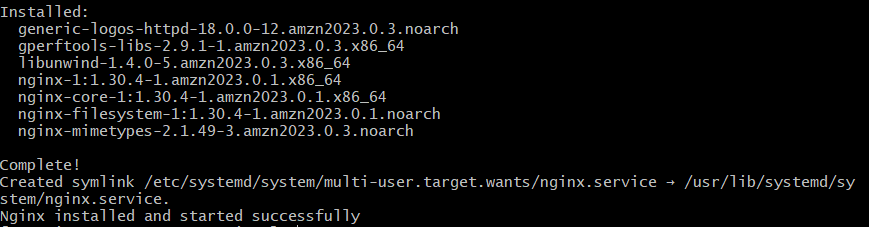 Installed:
generic-logos-httpd-18.0.0-12.amzn2023.0.3.noarch
gperftools-libs-2.9.1-1.amzn2023.0.3.x86_64
libunwind-1.4.0-5.amzn2023.0.3.x86_64
nginx-1:1.30.4-1.amzn2023.0.1.x86_64
nginx-core-1:1.30.4-1.amzn2023.0.1.x86_64
nginx-filesystem-1:1.30.4-1.amzn2023.0.1.noarch
nginx-mimetypes-2.1.49-3.amzn2023.0.3.noarch
Complete!
Created symlink /etc/systemd/system/multi-user.target.wants/nginx.service → /usr/lib/systemd/sy
stem/nginx.service.
Nginx installed and started successfully